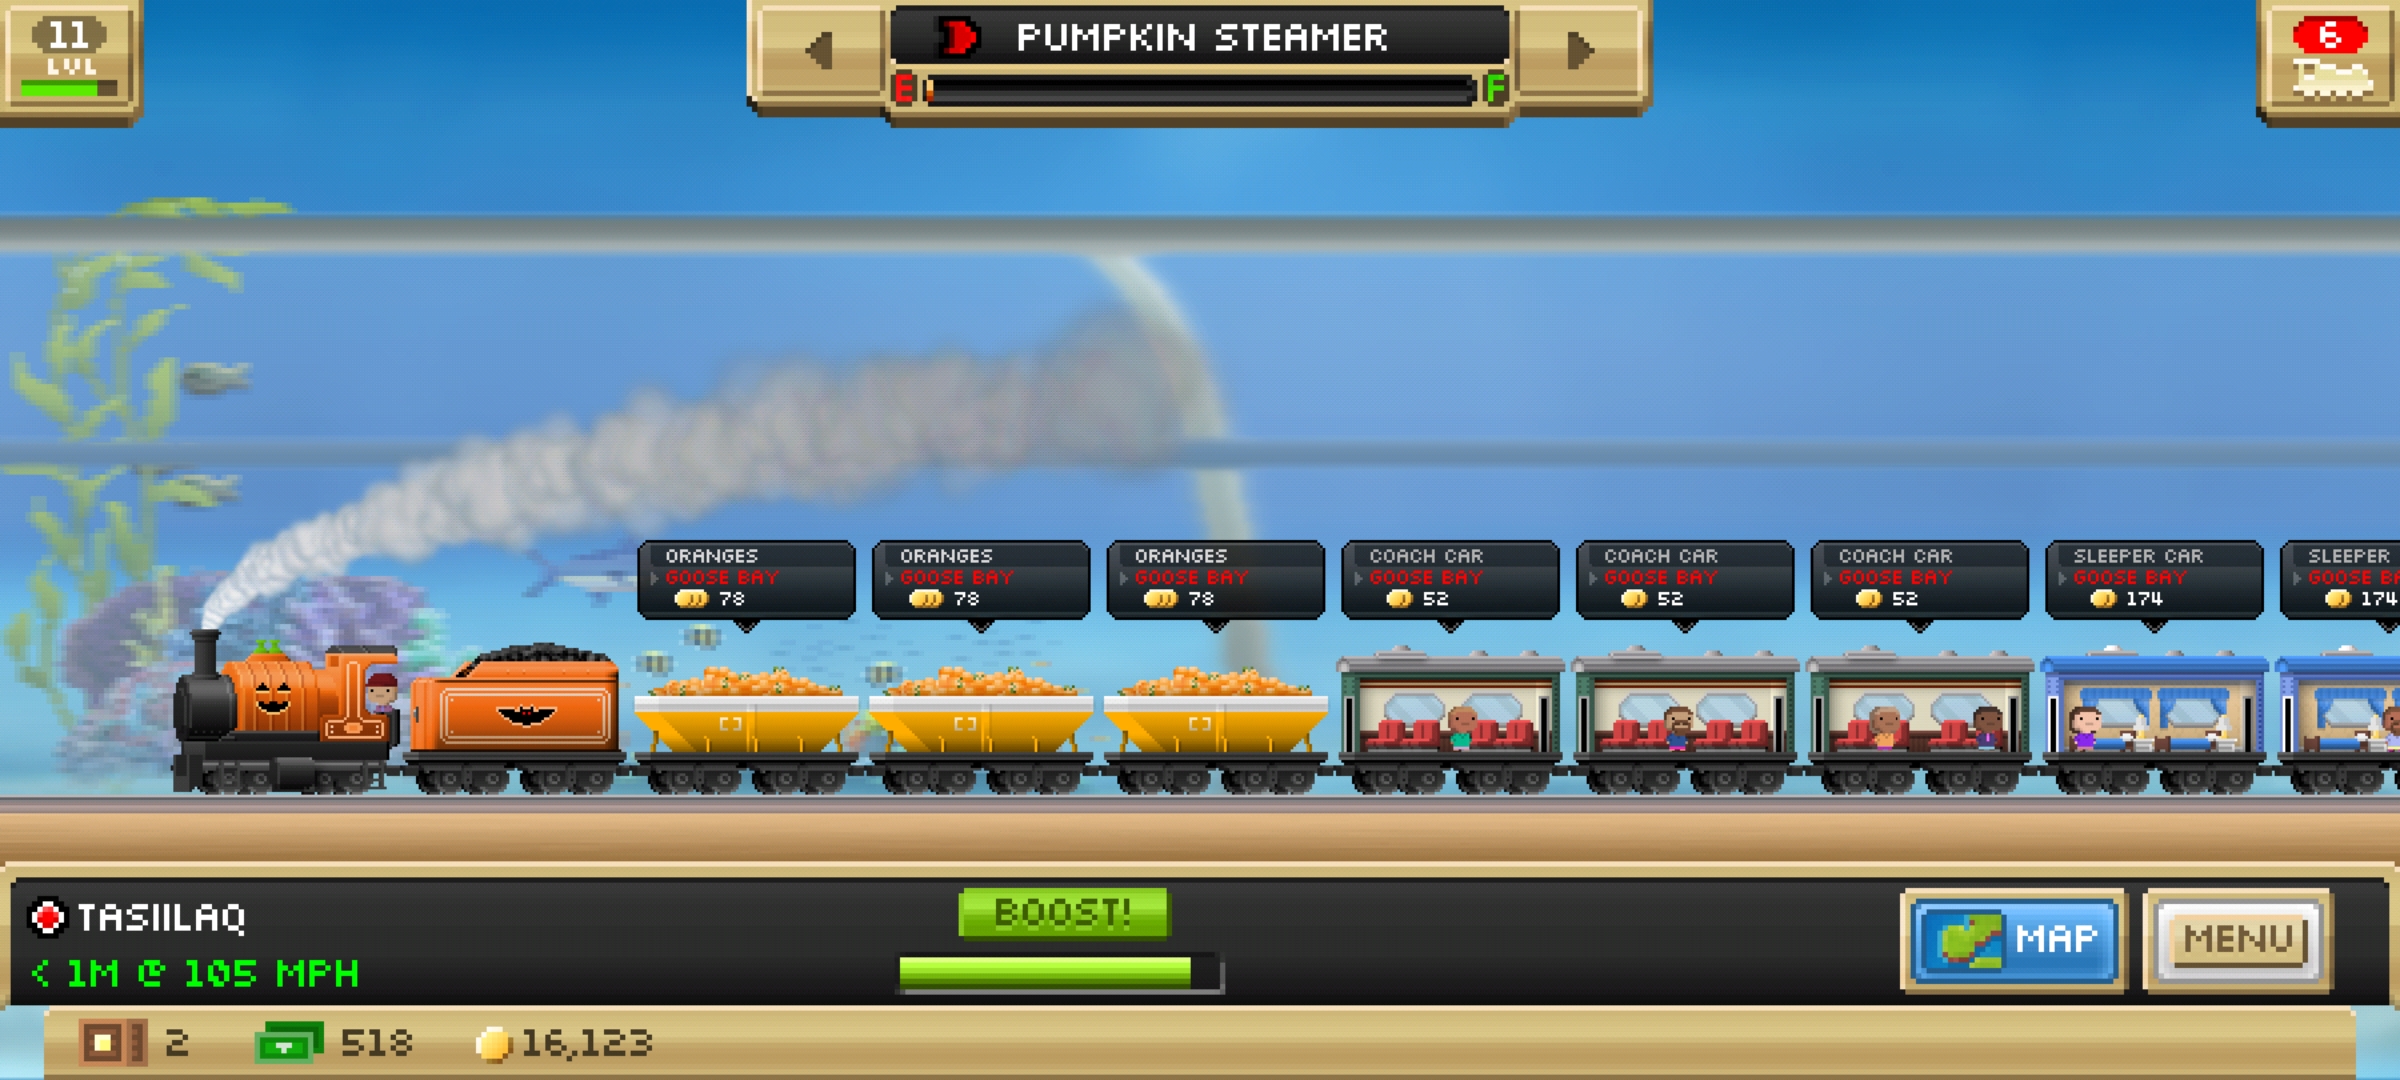 11
LVL
PUMPKIN STEAMER
E
F
6
ORANGES
GOOSE BAY
78
ORANGES
GOOSE BAY
78
ORANGES
GOOSE BAY
78
COACH CAR
GOOSE BAY
52
COACH CAR
GOOSE BAY
52
COACH CAR
GOOSE BAY
52
SLEEPER CAR
GOOSE BAY
174
SLEEPER
GOOSE BA
174
TASIILAQ
< 1M @ 105 MPH
BOOST!
MAP
MENU
2
518
16,123